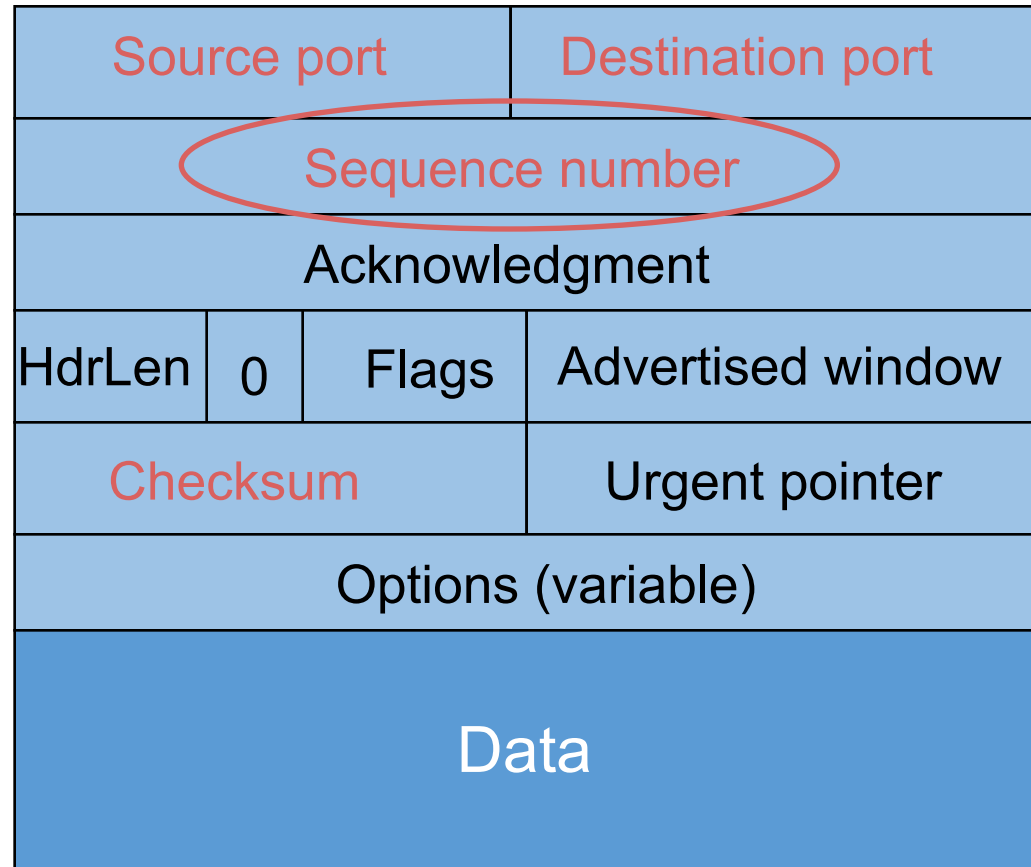 Source port Destination port
Sequence number
Acknowledgment
HdrLen 0 Flags Advertised window
Checksum Urgent pointer
Options (variable)
Data